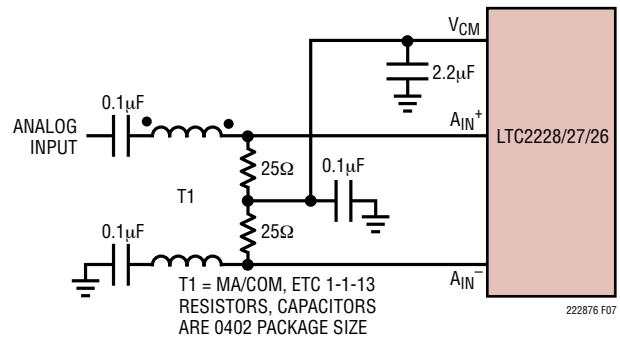 VCM
2.2μF
0.1μF
ANALOG
INPUT
AIN+
LTC2228/27/26
25Ω
0.1μF
T1
25Ω
0.1μF
AIN–
T1 = MA/COM, ETC 1-1-13
RESISTORS, CAPACITORS
ARE 0402 PACKAGE SIZE
222876 F07